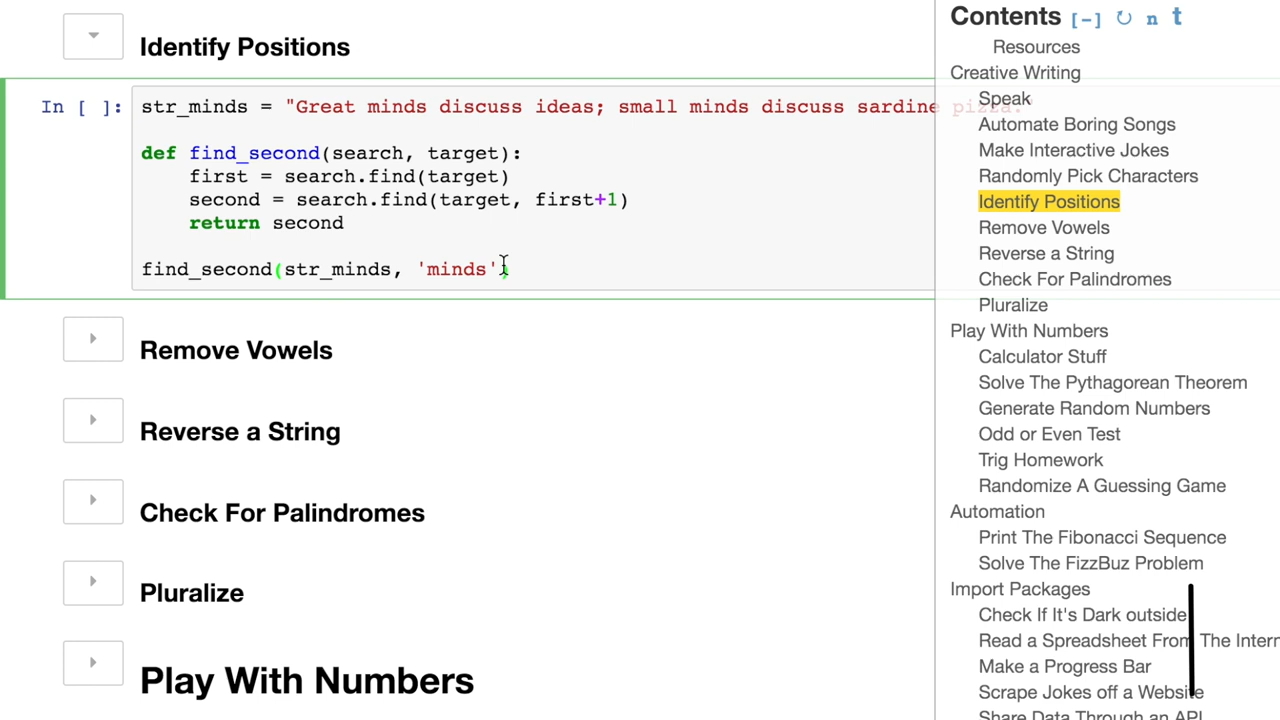 Identify Positions
In [ ]: str_minds = "Great minds discuss ideas; small minds discuss sardine pizza."
def find_second(search, target):
first = search.find(target)
second = search.find(target, first+1)
return second
find_second(str_minds, 'minds')
Remove Vowels
Reverse a String
Check For Palindromes
Pluralize
Play With Numbers
Contents [-] n t
Resources
Creative Writing
Speak
Automate Boring Songs
Make Interactive Jokes
Randomly Pick Characters
Identify Positions
Remove Vowels
Reverse a String
Check For Palindromes
Pluralize
Play With Numbers
Calculator Stuff
Solve The Pythagorean Theorem
Generate Random Numbers
Odd or Even Test
Trig Homework
Randomize A Guessing Game
Automation
Print The Fibonacci Sequence
Solve The FizzBuz Problem
Import Packages
Check If It's Dark outside
Read a Spreadsheet From The Intern
Make a Progress Bar
Scrape Jokes off a Website
Share Data Through an API